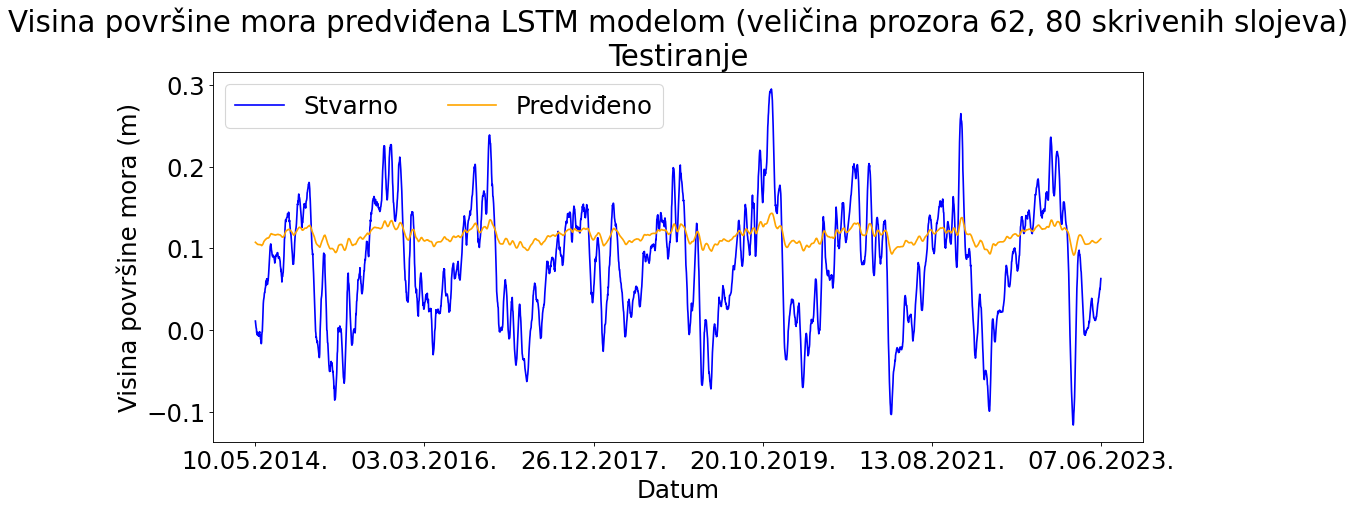 Visina površine mora predviđena LSTM modelom (veličina prozora 62, 80 skrivenih slojeva)
Testiranje
Stvarno Predviđeno
Visina površine mora (m)
0.3
0.2
0.1
0.0
−0.1
10.05.2014. 03.03.2016. 26.12.2017. 20.10.2019. 13.08.2021. 07.06.2023.
Datum